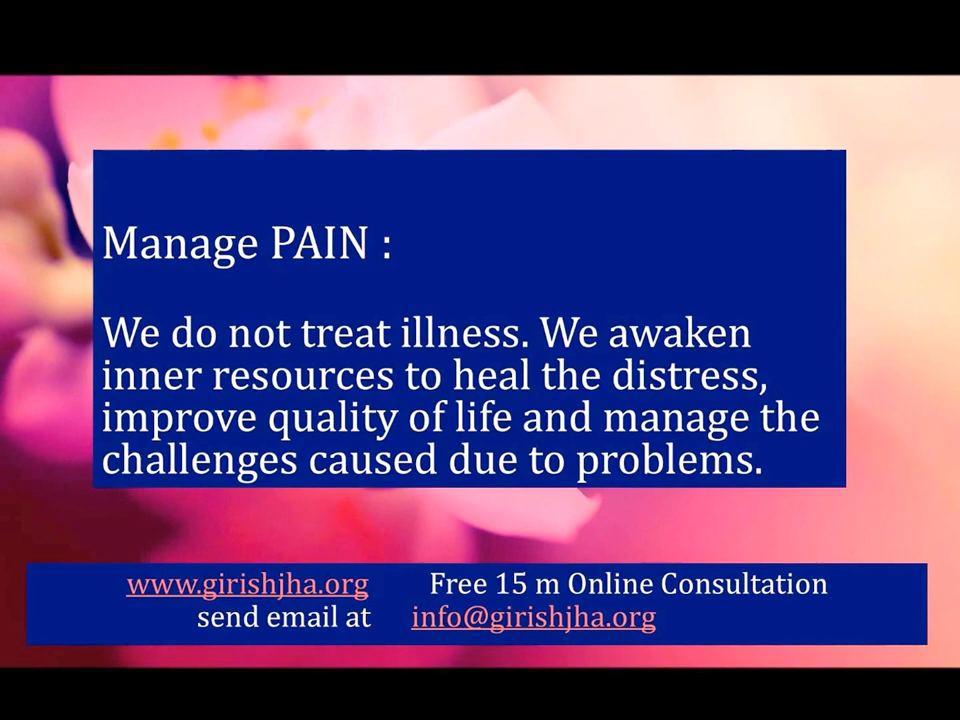 Manage PAIN :
We do not treat illness. We awaken
inner resources to heal the distress,
improve quality of life and manage the
challenges caused due to problems.
www.girishjha.org Free 15 m Online Consultation
send email at info@girishjha.org